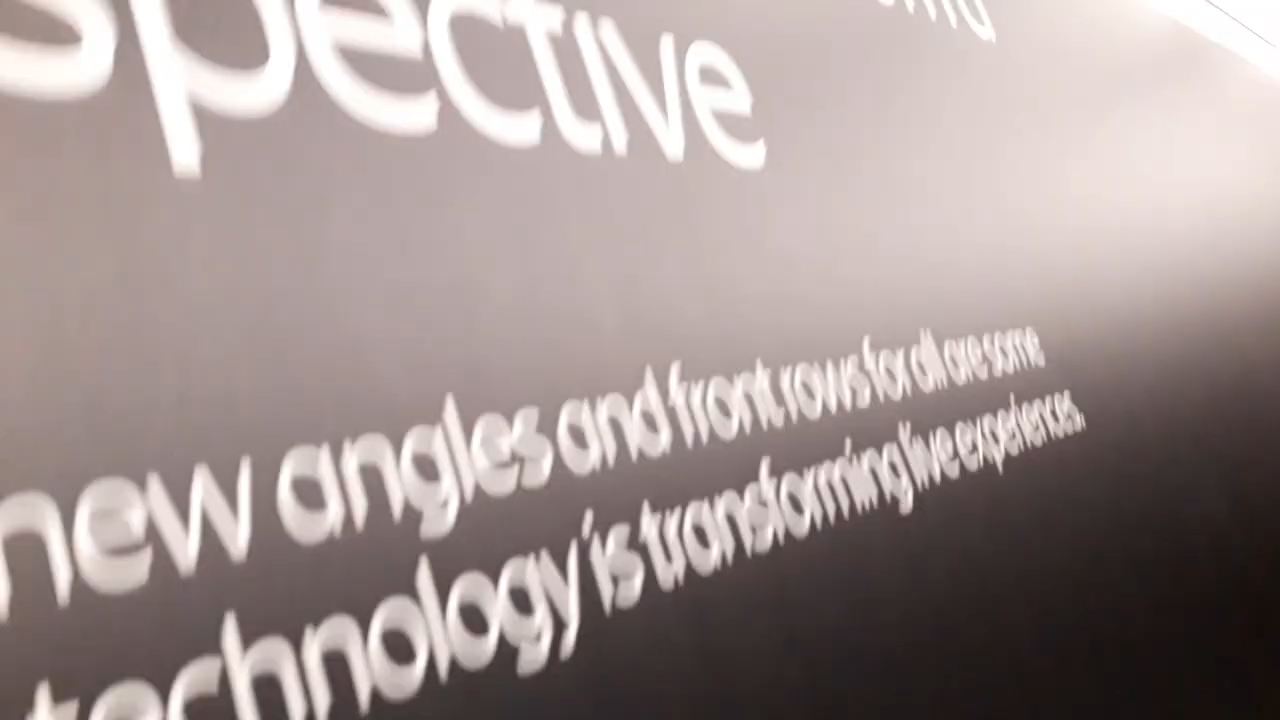 spective
new angles and front rows for all are some
technology is transforming live experiences.